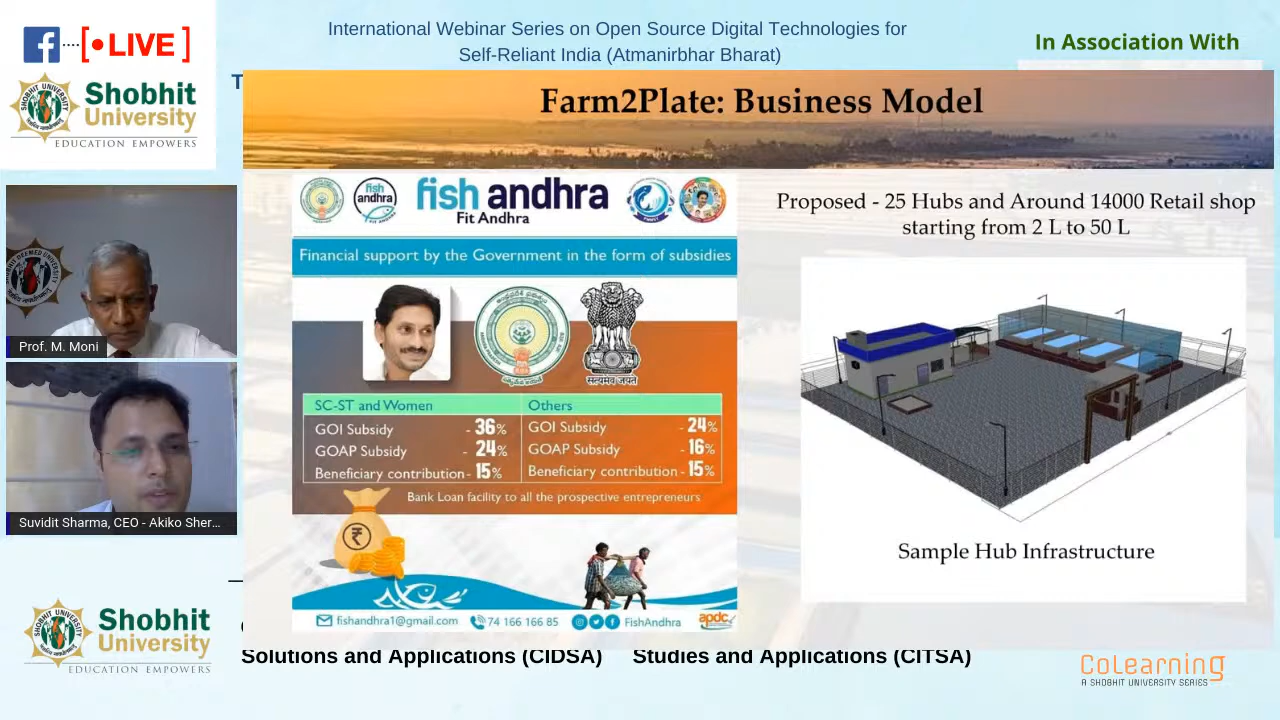 LIVE
International Webinar Series on Open Source Digital Technologies for
Self-Reliant India (Atmanirbhar Bharat)
In Association With
Shobhit
University
EDUCATION EMPOWERS
T
Farm2Plate: Business Model
fish
andhra
fish andhra
Fit Andhra
Financial support by the Government in the form of subsidies
सत्यमेव जयते
SC-ST and Women
GOI Subsidy - 36%
GOAP Subsidy - 24%
Beneficiary contribution - 15%
Others
GOI Subsidy - 24%
GOAP Subsidy - 16%
Beneficiary contribution - 15%
Bank Loan facility to all the prospective entrepreneurs
fishandhra1@gmail.com
74 166 166 85
FishAndhra
apdc
Proposed - 25 Hubs and Around 14000 Retail shop
starting from 2 L to 50 L
Sample Hub Infrastructure
Prof. M. Moni
Suvidit Sharma, CEO - Akiko Sher...
Shobhit
University
EDUCATION EMPOWERS
Solutions and Applications (CIDSA) Studies and Applications (CITSA)
CoLearning
A SHOBHIT UNIVERSITY SERIES